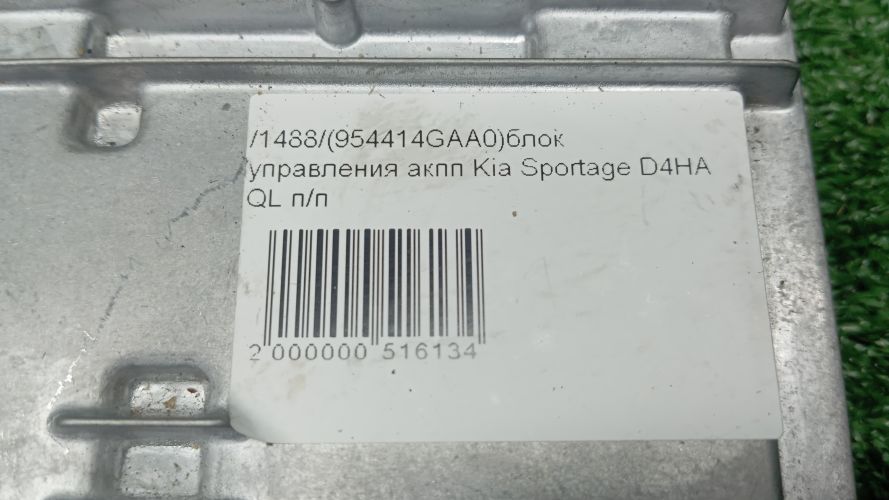 /1488/(954414GAA0)блок
управления акпп Kia Sportage D4HA
QL п/п
2 000000 516134